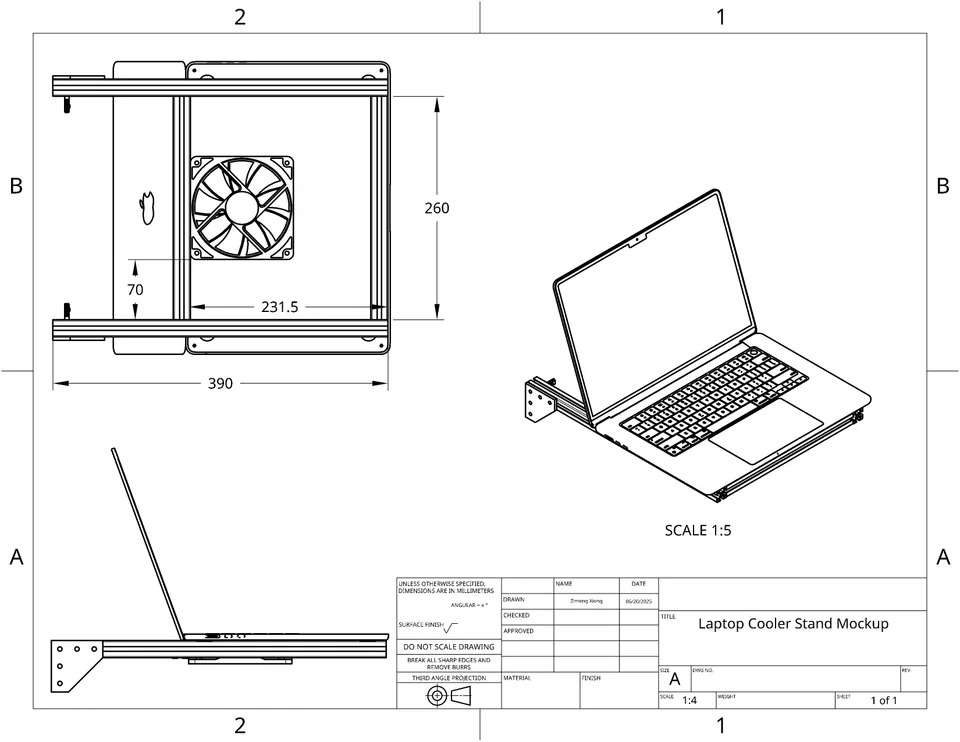 2
1
B
B
260
70
231.5
390
SCALE 1:5
A
A
UNLESS OTHERWISE SPECIFIED,
DIMENSIONS ARE IN MILLIMETERS
ANGULAR = ± °
SURFACE FINISH
DO NOT SCALE DRAWING
BREAK ALL SHARP EDGES AND
REMOVE BURRS
THIRD ANGLE PROJECTION
NAME
DATE
DRAWN
Zimeng Xiong
06/20/2025
CHECKED
APPROVED
MATERIAL
FINISH
TITLE
Laptop Cooler Stand Mockup
SIZE
A
DWG NO.
REV.
SCALE
1:4
WEIGHT
SHEET
1 of 1
2
1